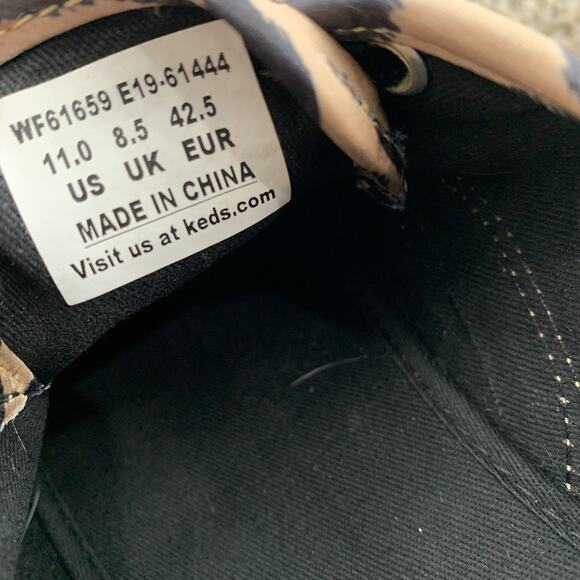 WF61659 E19-61444
11.0 8.5 42.5
US UK EUR
MADE IN CHINA
Visit us at keds.com